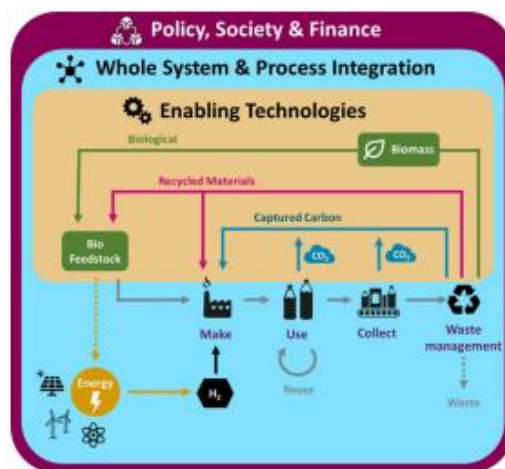 Policy, Society & Finance
Whole System & Process Integration
Enabling Technologies
Biological
Biomass
Recycled Materials
Captured Carbon
Bio
Feedstock
CO₂
CO₂
Make
Use
Collect
Waste
management
Energy
H₂
Reuse
Waste